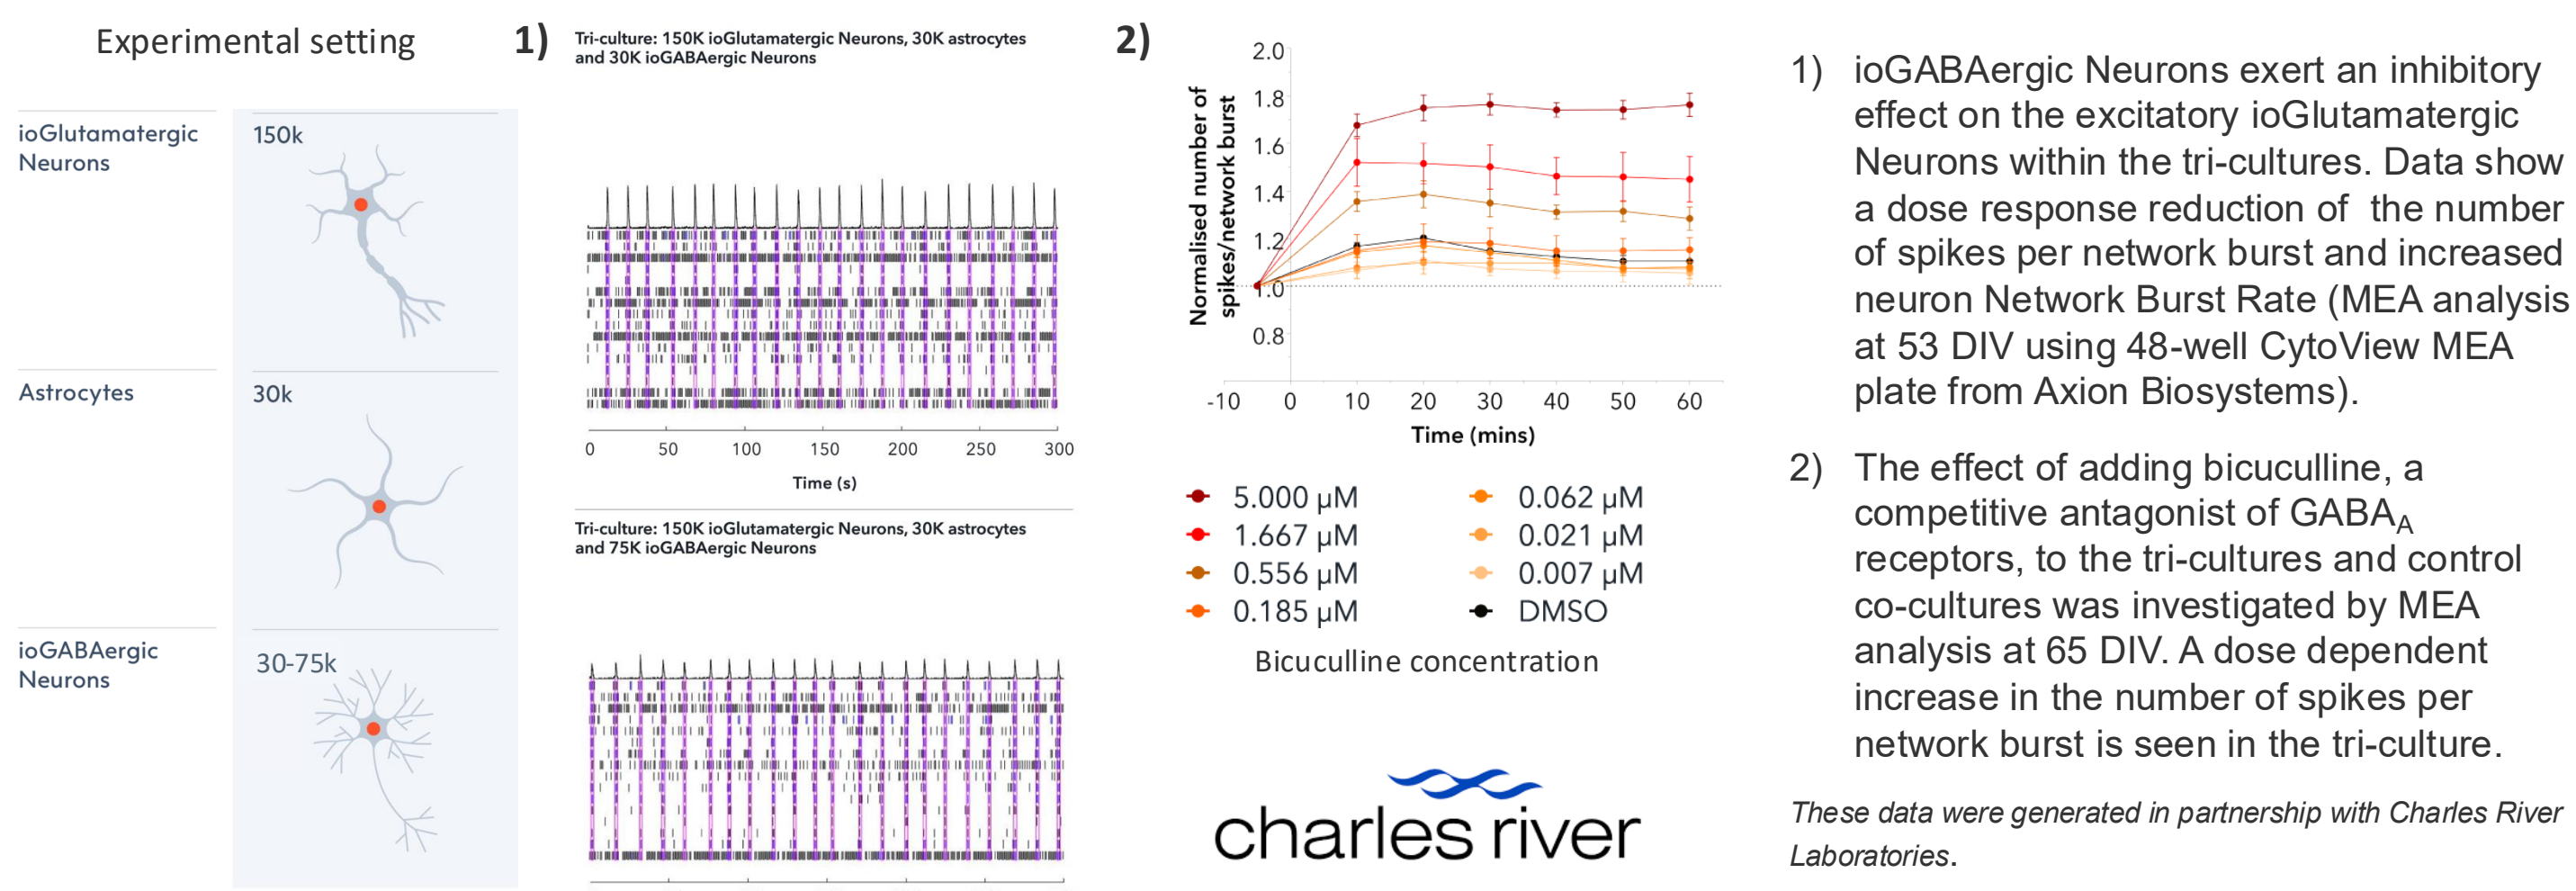 Experimental setting
ioGlutamatergic
Neurons
150k
Astrocytes
30k
ioGABAergic
Neurons
30-75k
1)
Tri-culture: 150K ioGlutamatergic Neurons, 30K astrocytes
and 30K ioGABAergic Neurons
0 50 100 150 200 250 300
Time (s)
Tri-culture: 150K ioGlutamatergic Neurons, 30K astrocytes
and 75K ioGABAergic Neurons
2)
Normalised number of
spikes/network burst
2.0
1.8
1.6
1.4
1.2
1.0
0.8
-10 0 10 20 30 40 50 60
Time (mins)
5.000 µM
1.667 µM
0.556 µM
0.185 µM
0.062 µM
0.021 µM
0.007 µM
DMSO
Bicuculline concentration
charles river
1) ioGABAergic Neurons exert an inhibitory
effect on the excitatory ioGlutamatergic
Neurons within the tri-cultures. Data show
a dose response reduction of the number
of spikes per network burst and increased
neuron Network Burst Rate (MEA analysis
at 53 DIV using 48-well CytoView MEA
plate from Axion Biosystems).
2) The effect of adding bicuculline, a
competitive antagonist of GABA_A
receptors, to the tri-cultures and control
co-cultures was investigated by MEA
analysis at 65 DIV. A dose dependent
increase in the number of spikes per
network burst is seen in the tri-culture.
These data were generated in partnership with Charles River
Laboratories.